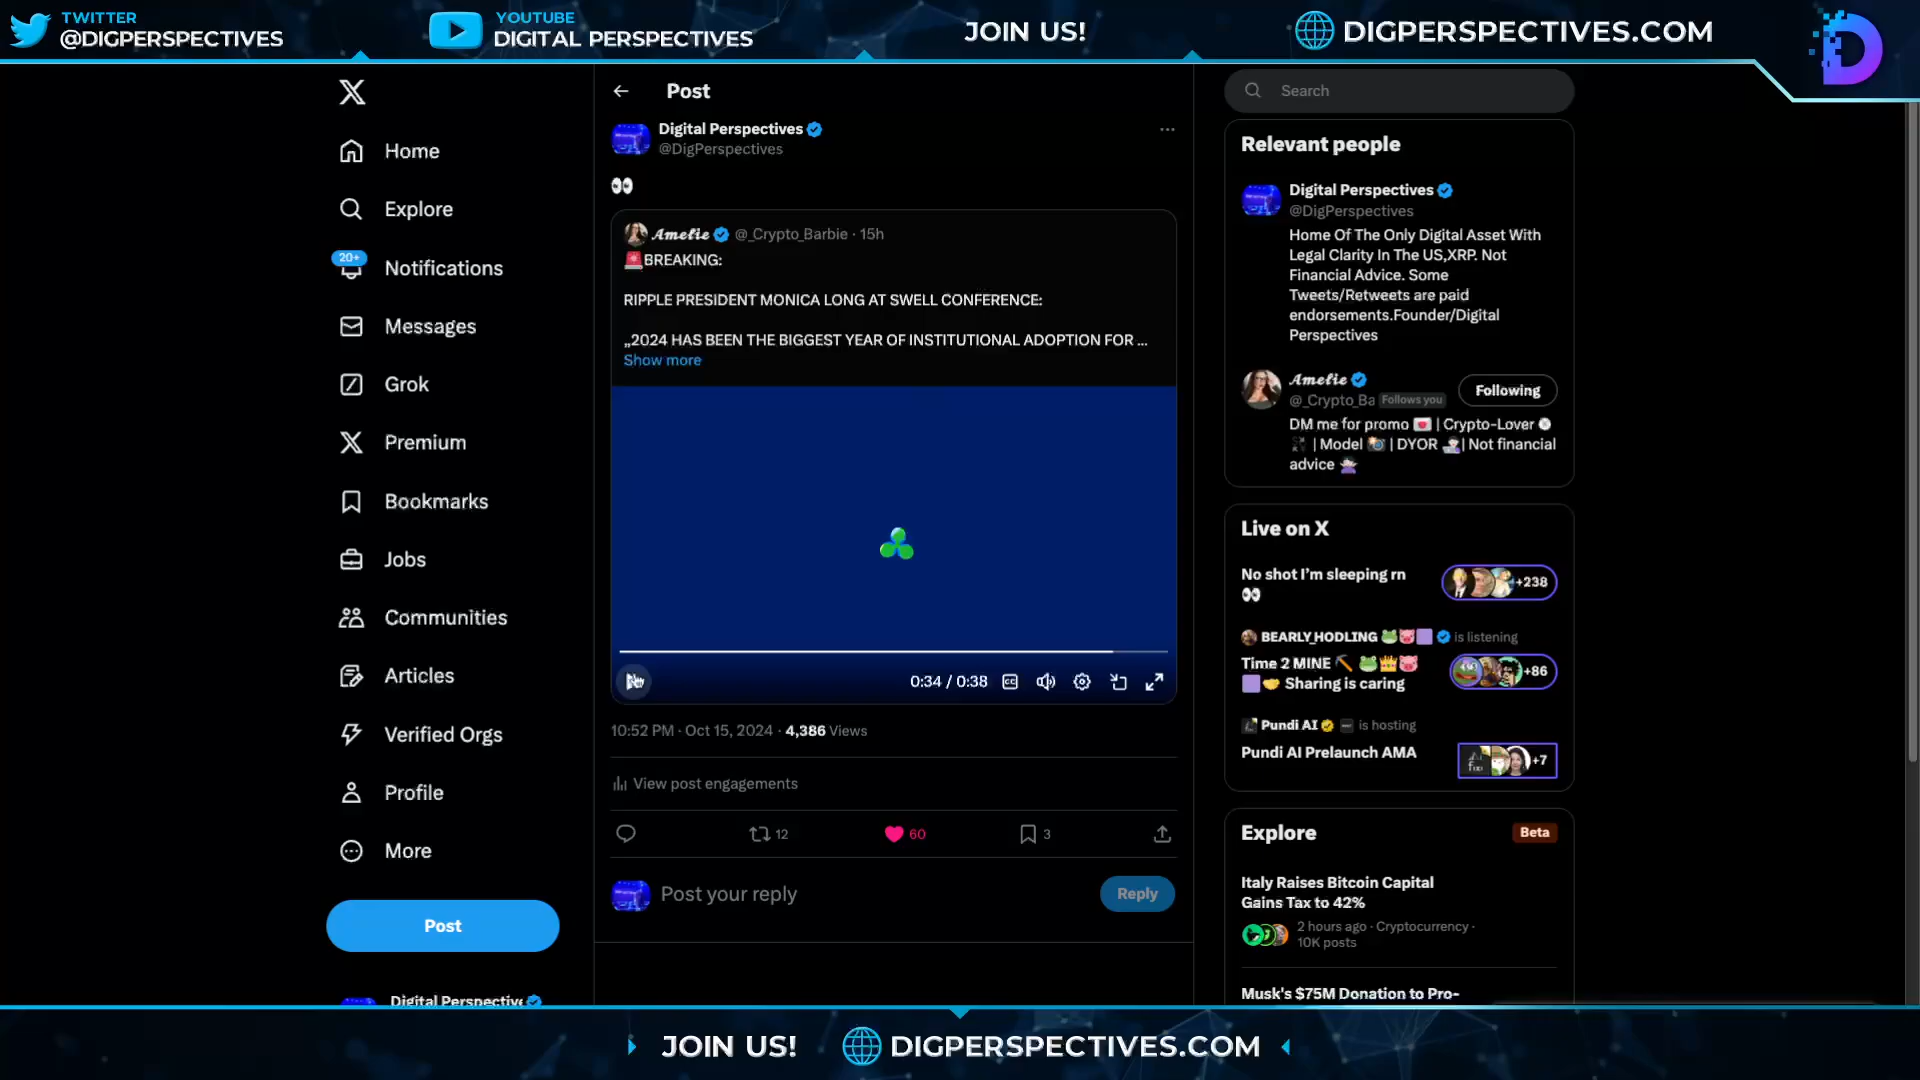 TWITTER
@DIGPERSPECTIVES
YOUTUBE
DIGITAL PERSPECTIVES
JOIN US!
DIGPERSPECTIVES.COM
Home
Explore
20+
Notifications
Messages
Grok
Premium
Bookmarks
Jobs
Communities
Articles
Verified Orgs
Profile
More
Post
Digital Perspective
Post
Digital Perspectives
@DigPerspectives
👀
Amelie @_Crypto_Barbie · 15h
🚨BREAKING:
RIPPLE PRESIDENT MONICA LONG AT SWELL CONFERENCE:
„2024 HAS BEEN THE BIGGEST YEAR OF INSTITUTIONAL ADOPTION FOR ...
Show more
0:34 / 0:38
CC
10:52 PM · Oct 15, 2024 · 4,386 Views
View post engagements
12
60
3
Post your reply
Reply
Search
Relevant people
Digital Perspectives
@DigPerspectives
Home Of The Only Digital Asset With
Legal Clarity In The US,XRP. Not
Financial Advice. Some
Tweets/Retweets are paid
endorsements.Founder/Digital
Perspectives
Amelie
@_Crypto_Ba Follows you
Following
DM me for promo 💌 | Crypto-Lover
| Model 📸 | DYOR | Not financial
advice
Live on X
No shot I'm sleeping rn
👀
+238
BEARLY_HODLING 🐸🐷🟪 is listening
Time 2 MINE ⛏️ 🐸👑🐷
🟪🤝 Sharing is caring
+86
Pundi AI is hosting
Pundi AI Prelaunch AMA
+7
Explore
Beta
Italy Raises Bitcoin Capital
Gains Tax to 42%
2 hours ago · Cryptocurrency ·
10K posts
Musk's $75M Donation to Pro-
JOIN US!
DIGPERSPECTIVES.COM